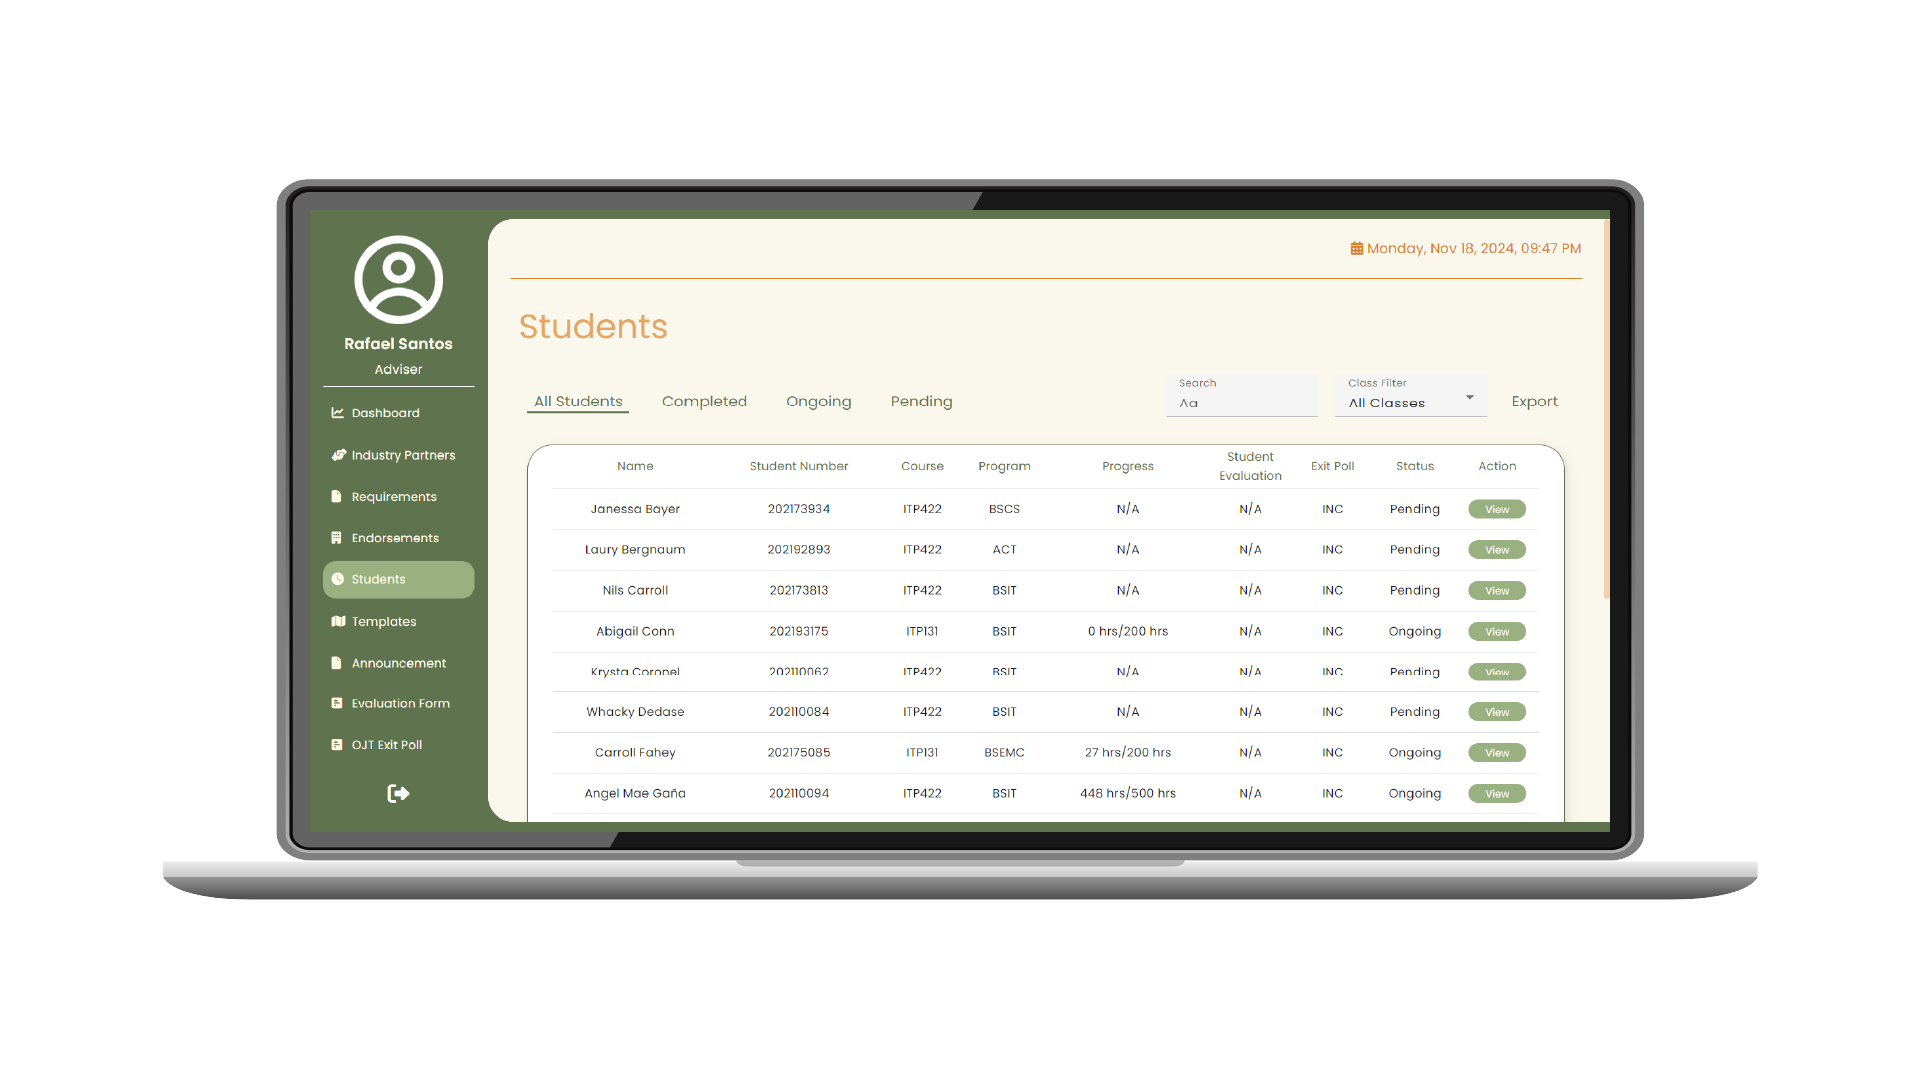 Rafael Santos
Adviser
Dashboard
Industry Partners
Requirements
Endorsements
Students
Templates
Announcement
Evaluation Form
OJT Exit Poll
Monday, Nov 18, 2024, 09:47 PM
Students
All Students Completed Ongoing Pending
Search
Aa
Class Filter
All Classes
Export
Name Student Number Course Program Progress Student Evaluation Exit Poll Status Action
Janessa Bayer 202173934 ITP422 BSCS N/A N/A INC Pending View
Laury Bergnaum 202192893 ITP422 ACT N/A N/A INC Pending View
Nils Carroll 202173813 ITP422 BSIT N/A N/A INC Pending View
Abigail Conn 202193175 ITP131 BSIT 0 hrs/200 hrs N/A INC Ongoing View
Krysta Coronel 202110062 ITP422 BSIT N/A N/A INC Pending View
Whacky Dedase 202110084 ITP422 BSIT N/A N/A INC Pending View
Carroll Fahey 202175085 ITP131 BSEMC 27 hrs/200 hrs N/A INC Ongoing View
Angel Mae Gaña 202110094 ITP422 BSIT 448 hrs/500 hrs N/A INC Ongoing View